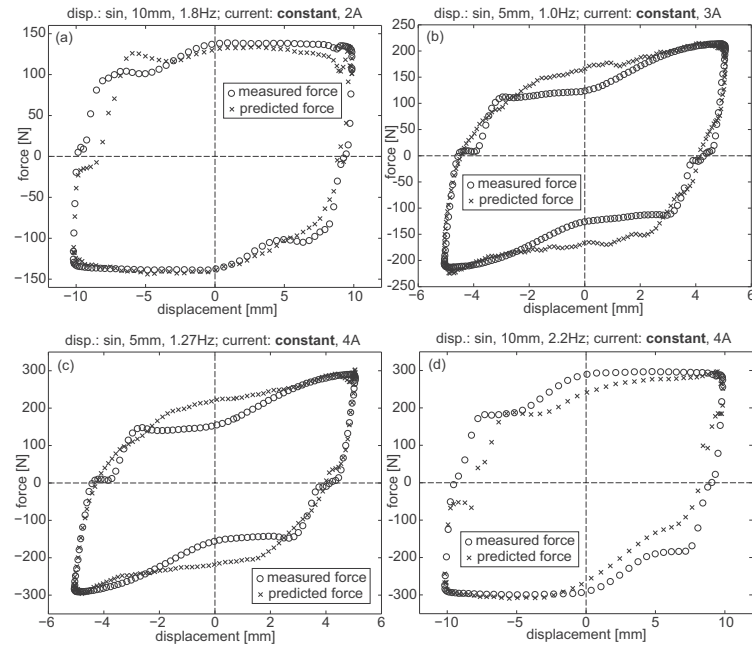 disp.: sin, 10mm, 1.8Hz; current: constant, 2A
(a)
150
100
50
0
−50
−100
−150
force [N]
measured force
predicted force
−10 −5 0 5 10
displacement [mm]
disp.: sin, 5mm, 1.0Hz; current: constant, 3A
(b)
250
200
150
100
50
0
−50
−100
−150
−200
−250
force [N]
measured force
predicted force
−6 −4 −2 0 2 4 6
displacement [mm]
disp.: sin, 5mm, 1.27Hz; current: constant, 4A
(c)
300
200
100
0
−100
−200
−300
force [N]
measured force
predicted force
−6 −4 −2 0 2 4 6
displacement [mm]
disp.: sin, 10mm, 2.2Hz; current: constant, 4A
(d)
300
200
100
0
−100
−200
−300
force [N]
measured force
predicted force
−10 −5 0 5 10
displacement [mm]